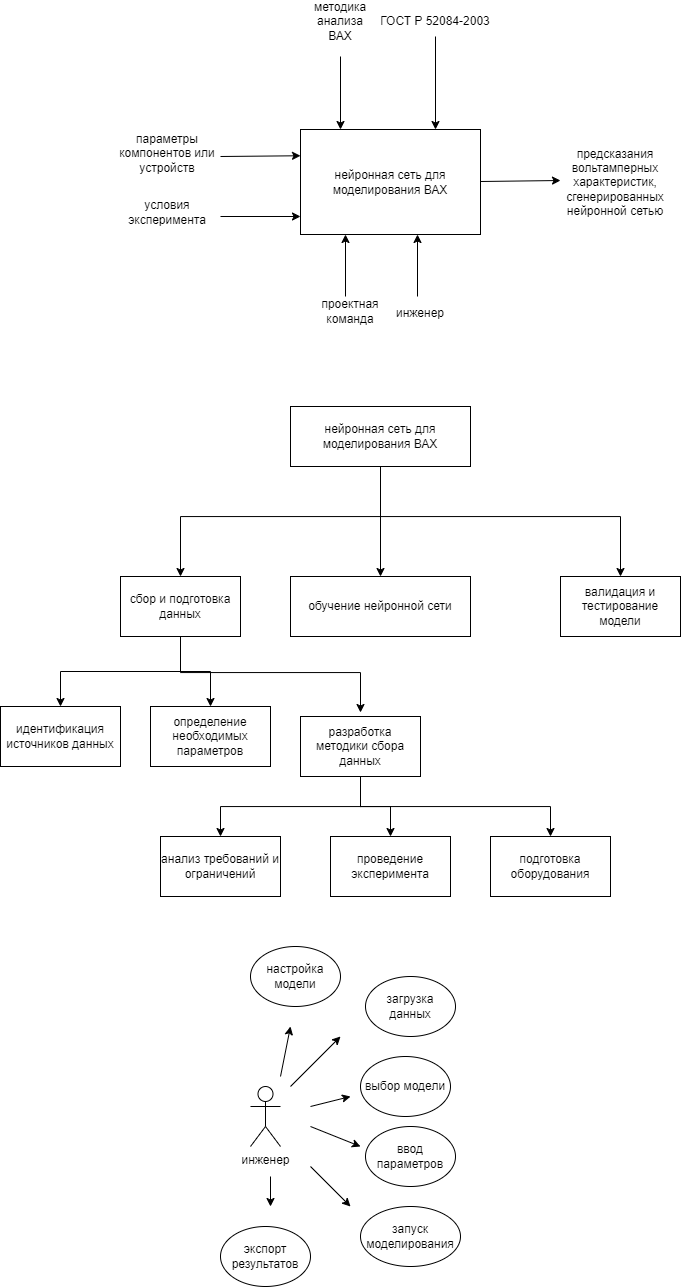 методика
анализа
ВАХ
ГОСТ Р 52084-2003
параметры
компонентов или
устройств
нейронная сеть для
моделирования ВАХ
предсказания
вольтамперных
характеристик,
сгенерированных
нейронной сетью
условия
эксперимента
проектная
команда
инженер
нейронная сеть для
моделирования ВАХ
сбор и подготовка
данных
обучение нейронной сети
валидация и
тестирование
модели
идентификация
источников данных
определение
необходимых
параметров
разработка
методики сбора
данных
анализ требований и
ограничений
проведение
эксперимента
подготовка
оборудования
настройка
модели
загрузка
данных
выбор модели
ввод
параметров
инженер
запуск
моделирования
экспорт
результатов